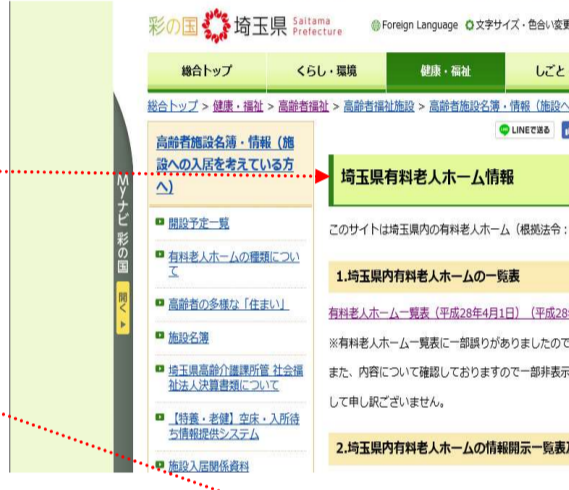 彩の国 埼玉県 Saitama Prefecture
Foreign Language 文字サイズ・色合い変更
総合トップ くらし・環境 健康・福祉 しごと
総合トップ > 健康・福祉 > 高齢者福祉 > 高齢者福祉施設 > 高齢者施設名簿・情報（施設へ
LINEで送る
高齢者施設名簿・情報（施
設への入居を考えている方
へ）
開設予定一覧
有料老人ホームの種類につい
て
高齢者の多様な「住まい」
施設名簿
埼玉県高齢介護課所管 社会福
祉法人決算書類について
【特養・老健】空床・入所待
ち情報提供システム
施設入居関係資料
Myナビ 彩の国 開く
埼玉県有料老人ホーム情報
このサイトは埼玉県内の有料老人ホーム（根拠法令：
1.埼玉県内有料老人ホームの一覧表
有料老人ホーム一覧表（平成28年4月1日）（平成28
※有料老人ホーム一覧表に一部誤りがありましたので
また、内容について確認しておりますので一部非表示
して申し訳ございません。
2.埼玉県内有料老人ホームの情報開示一覧表